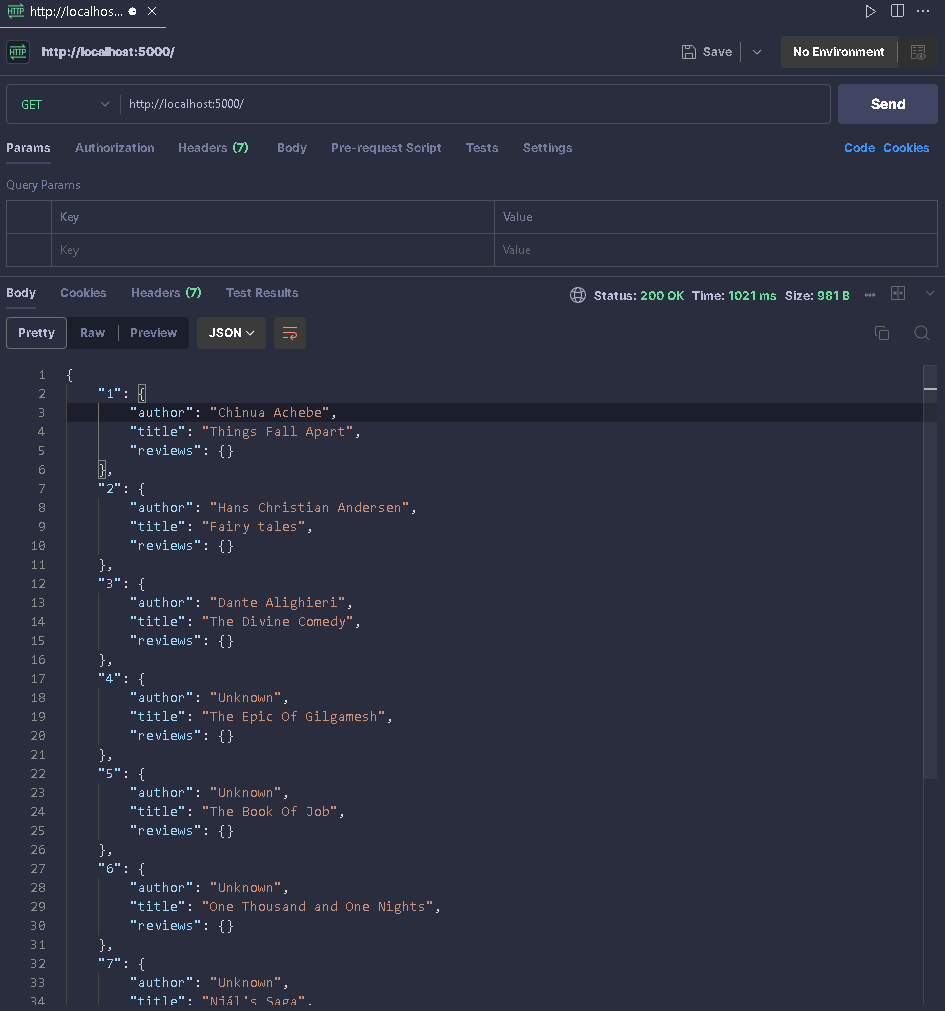 HTTP http://localhos...
HTTP http://localhost:5000/ Save No Environment
GET http://localhost:5000/ Send
Params Authorization Headers (7) Body Pre-request Script Tests Settings Code Cookies
Query Params
Key Value
Key Value
Body Cookies Headers (7) Test Results Status: 200 OK Time: 1021 ms Size: 981 B
Pretty Raw Preview JSON
1 {
2 "1": {
3 "author": "Chinua Achebe",
4 "title": "Things Fall Apart",
5 "reviews": {}
6 },
7 "2": {
8 "author": "Hans Christian Andersen",
9 "title": "Fairy tales",
10 "reviews": {}
11 },
12 "3": {
13 "author": "Dante Alighieri",
14 "title": "The Divine Comedy",
15 "reviews": {}
16 },
17 "4": {
18 "author": "Unknown",
19 "title": "The Epic Of Gilgamesh",
20 "reviews": {}
21 },
22 "5": {
23 "author": "Unknown",
24 "title": "The Book Of Job",
25 "reviews": {}
26 },
27 "6": {
28 "author": "Unknown",
29 "title": "One Thousand and One Nights",
30 "reviews": {}
31 },
32 "7": {
33 "author": "Unknown",
34 "title": "Njál's Saga",